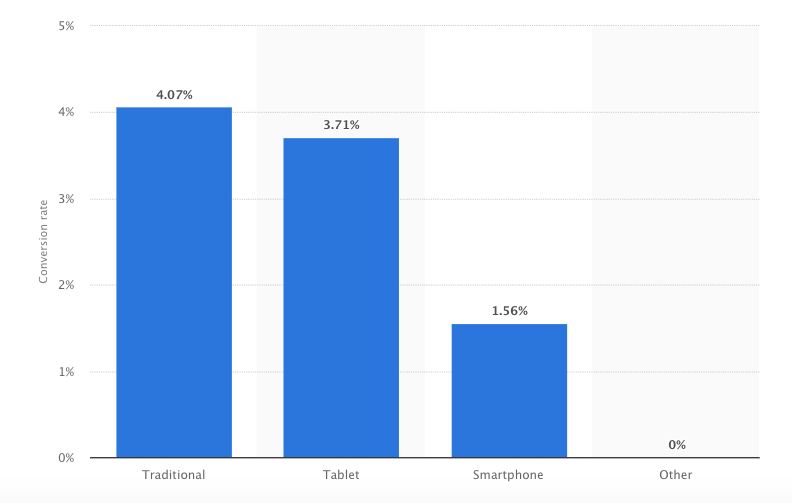 5%
4.07%
4%
3.71%
3%
Conversion rate
2%
1.56%
1%
0%
0%
Traditional
Tablet
Smartphone
Other